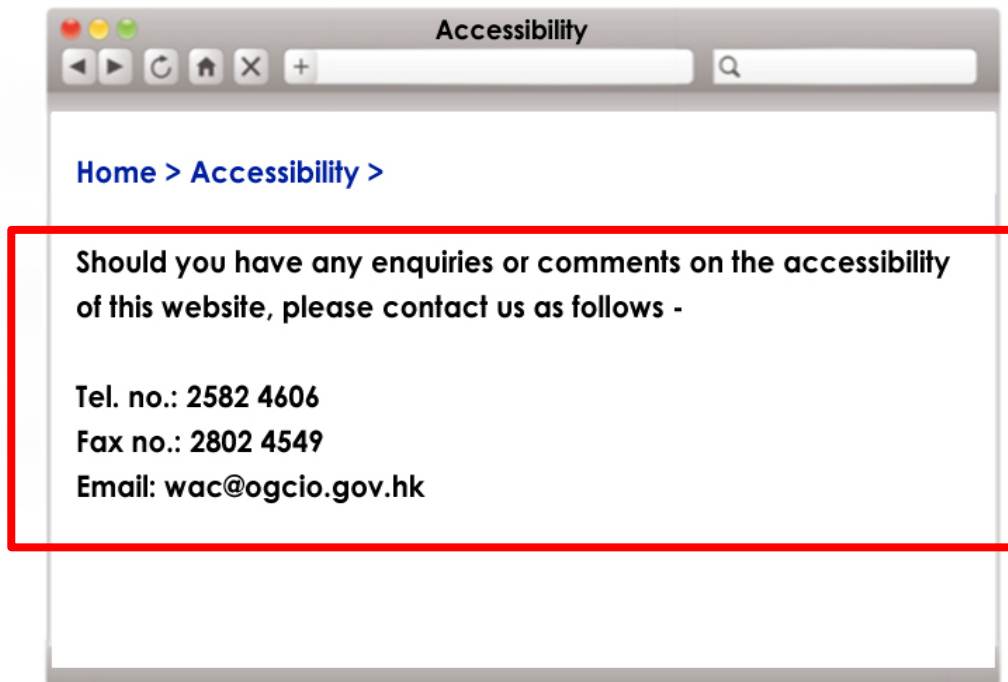 Accessibility
Home > Accessibility >
Should you have any enquiries or comments on the accessibility
of this website, please contact us as follows -
Tel. no.: 2582 4606
Fax no.: 2802 4549
Email: wac@ogcio.gov.hk